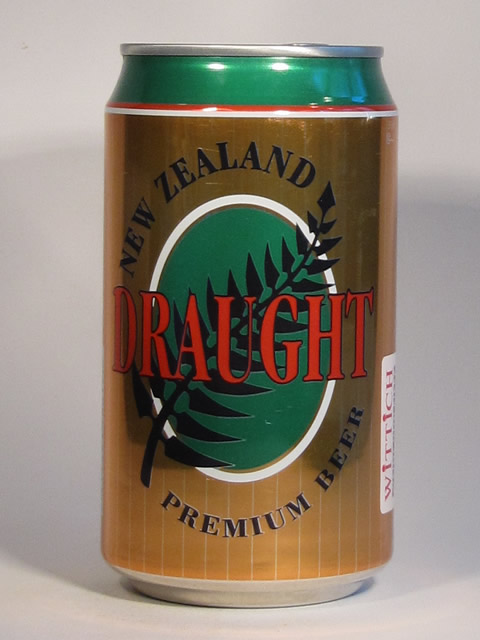 NEW ZEALAND
DRAUGHT
PREMIUM BEER
WITTICH